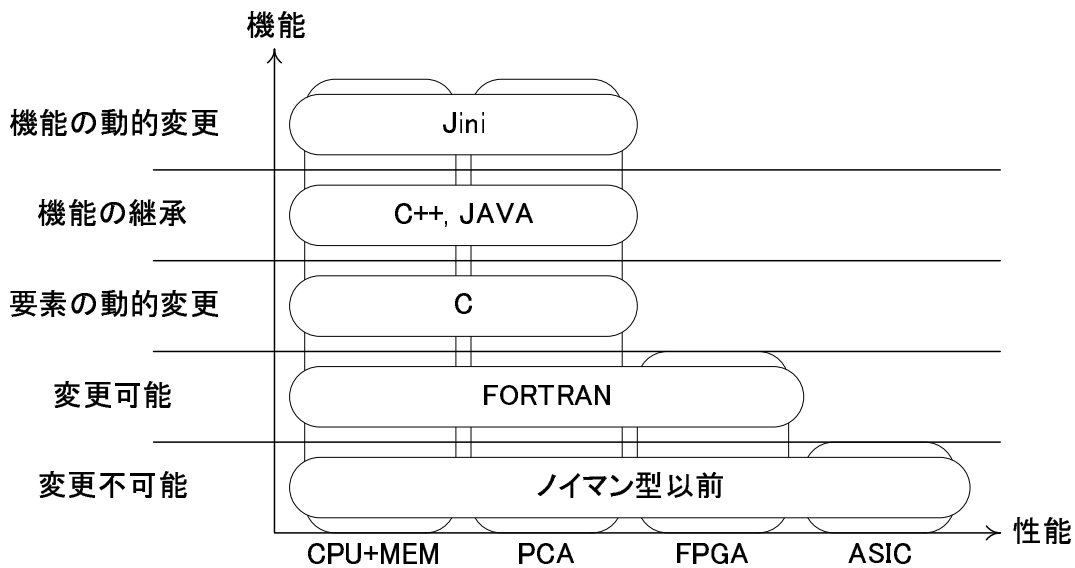 機能
機能の動的変更
Jini
機能の継承
C++, JAVA
要素の動的変更
C
変更可能
FORTRAN
変更不可能
ノイマン型以前
性能
CPU+MEM
PCA
FPGA
ASIC